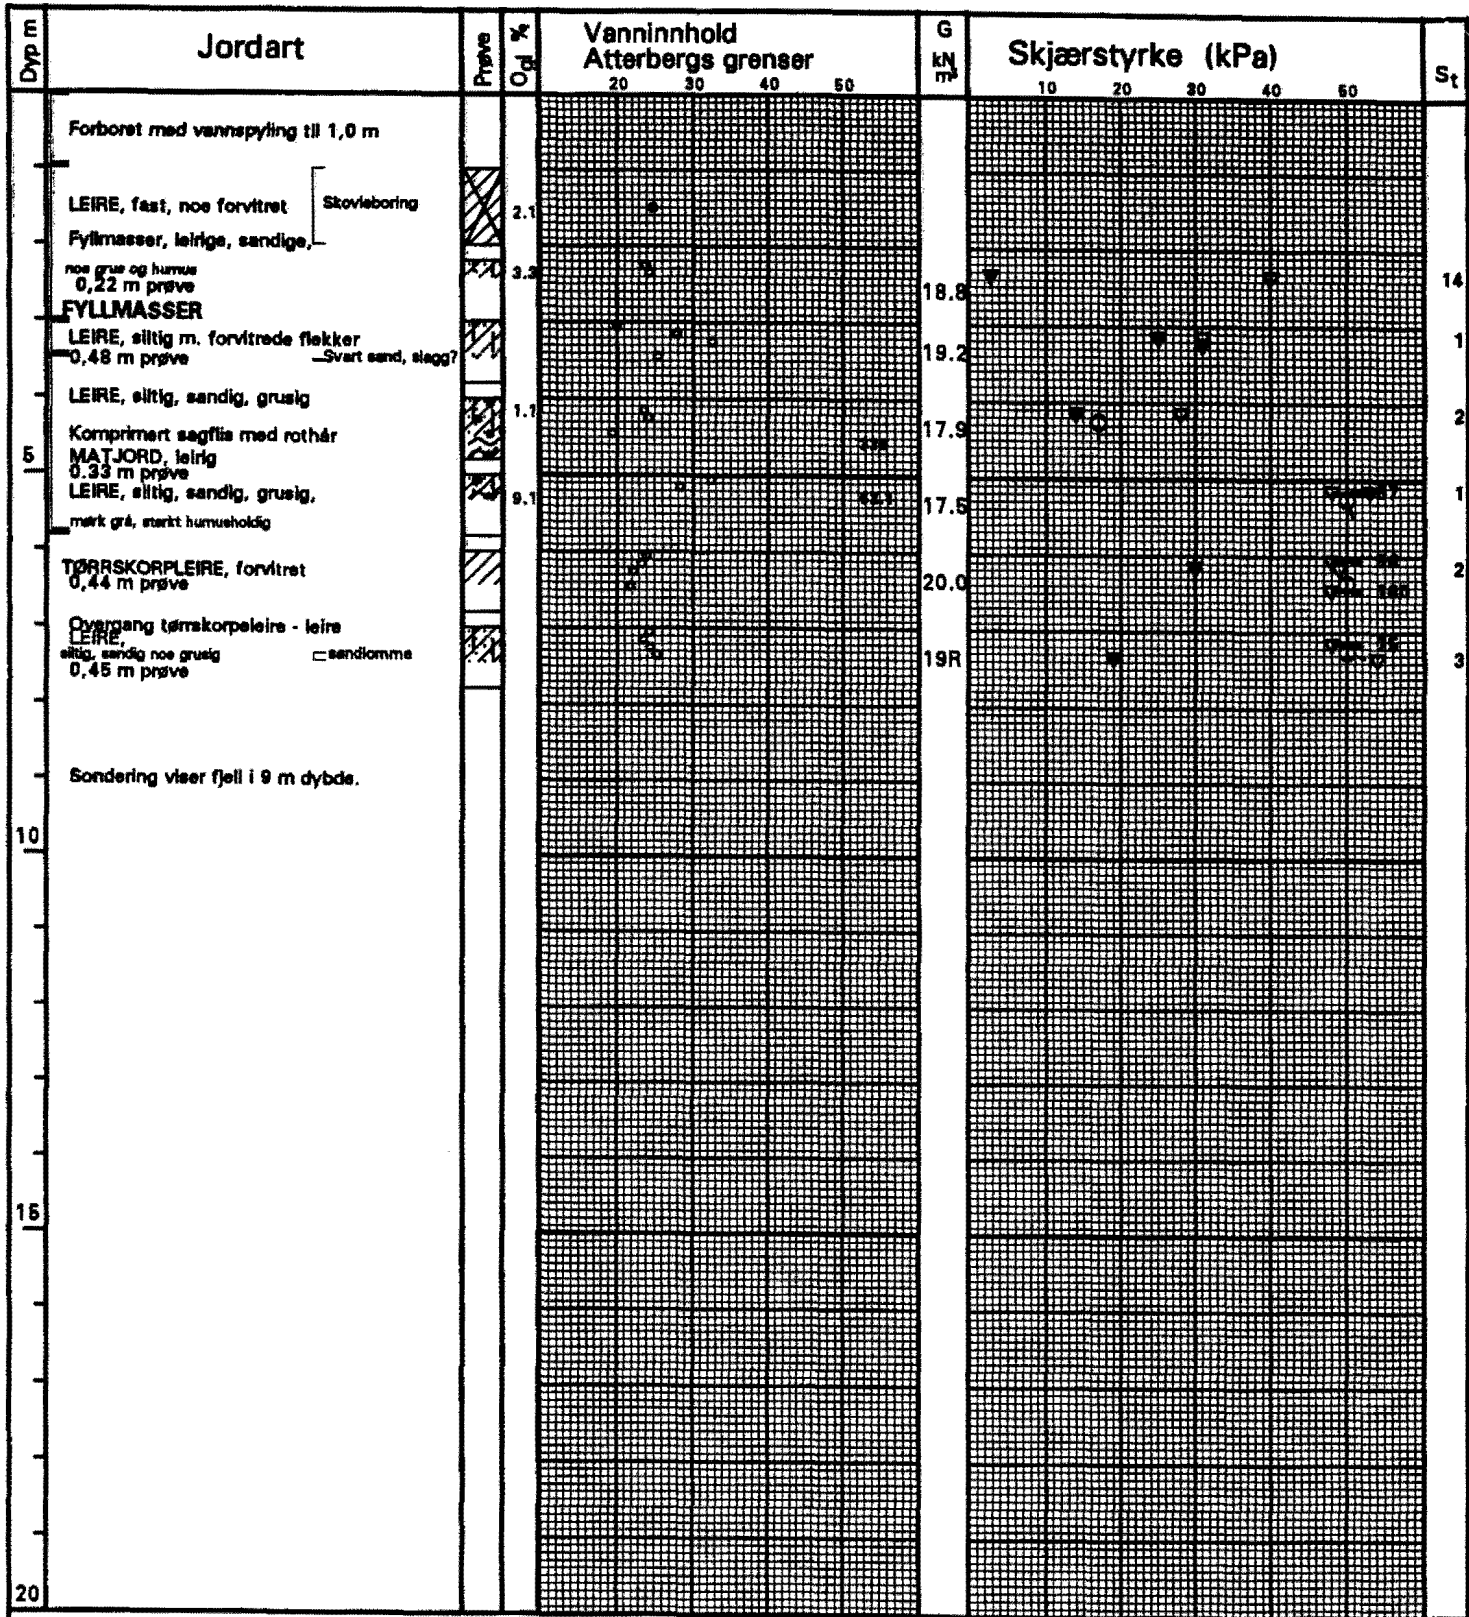 Dyp m
Jordart
Prøve
O gl %
Vanninnhold
Atterbergs grenser
20 30 40 50
G
kN
m³
Skjærstyrke (kPa)
10 20 30 40 50
St
Forboret med vannspyling til 1,0 m
LEIRE, fast, noe forvitret
Skovleboring
2.1
Fyllmasser, leirige, sandige,
noe grus og humus
3.3
0,22 m prøve
18.8
14
FYLLMASSER
LEIRE, siltig m. forvitrede flekker
1
0,48 m prøve
Svart sand, slagg?
19.2
LEIRE, siltig, sandig, grusig
1.1
2
Komprimert sagflis med rothår
17.9
5
MATJORD, leirig
0.33 m prøve
LEIRE, siltig, sandig, grusig,
9.1
17.5
1
mørk grå, sterkt humusholdig
TØRRSKORPLEIRE, forvitret
0,44 m prøve
20.0
2
Overgang tørrskorpeleire - leire
LEIRE,
siltig, sandig noe grusig
sandlomme
19R
3
0,45 m prøve
Sondering viser fjell i 9 m dybde.
10
15
20